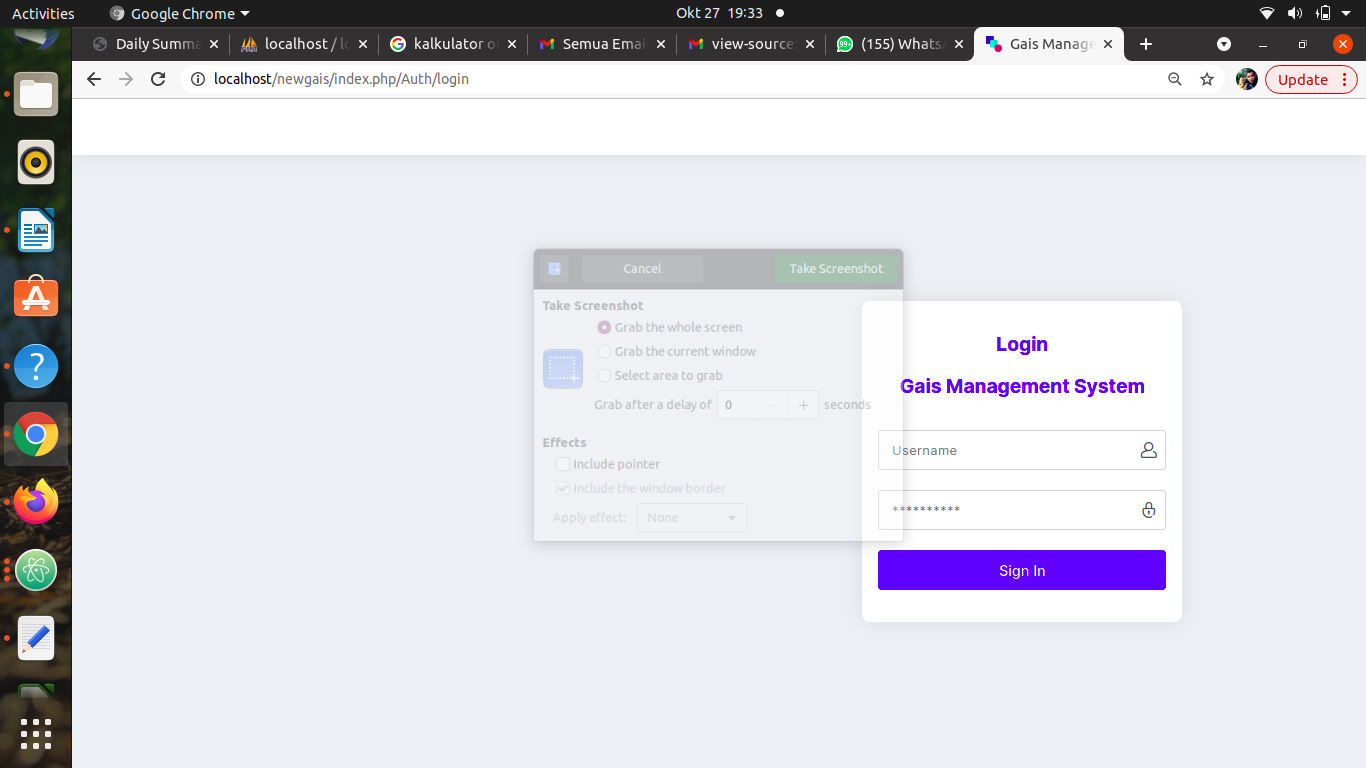 Activities
Google Chrome
Okt 27 19:33
Daily Summa
localhost / lo
kalkulator o
Semua Emai
view-source:
99+
(155) WhatsA
Gais Manage
localhost/newgais/index.php/Auth/login
Update
Cancel
Take Screenshot
Take Screenshot
Grab the whole screen
Grab the current window
Select area to grab
Grab after a delay of 0 - + seconds
Effects
Include pointer
Include the window border
Apply effect: None
Login
Gais Management System
Username
**********
Sign In